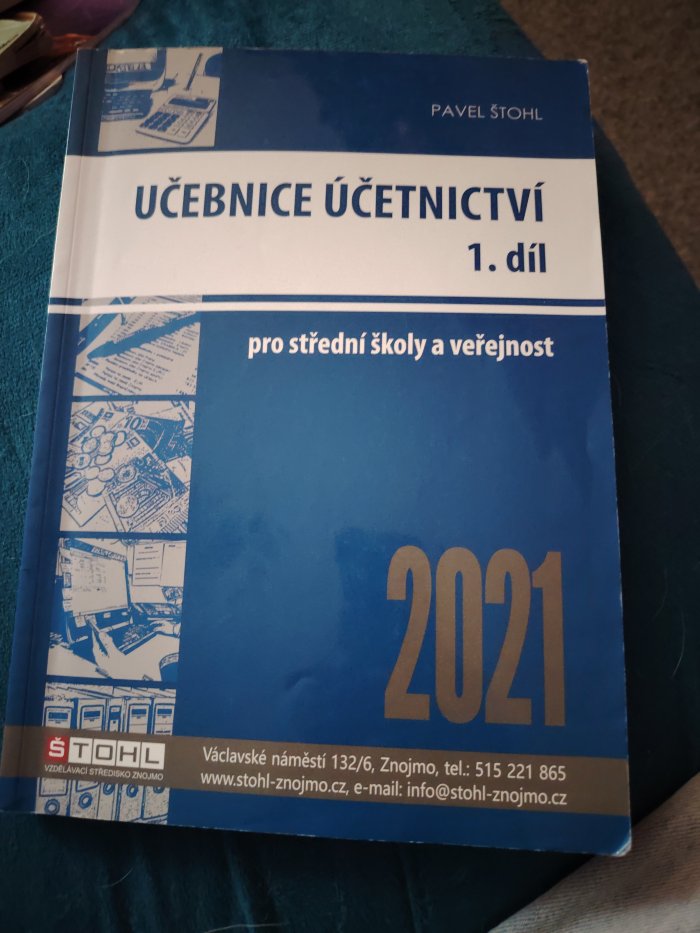 PAVEL ŠTOHL
UČEBNICE ÚČETNICTVÍ
1. díl
pro střední školy a veřejnost
2021
ŠTOHL
VZDĚLÁVACÍ STŘEDISKO ZNOJMO
Václavské náměstí 132/6, Znojmo, tel.: 515 221 865
www.stohl-znojmo.cz, e-mail: info@stohl-znojmo.cz